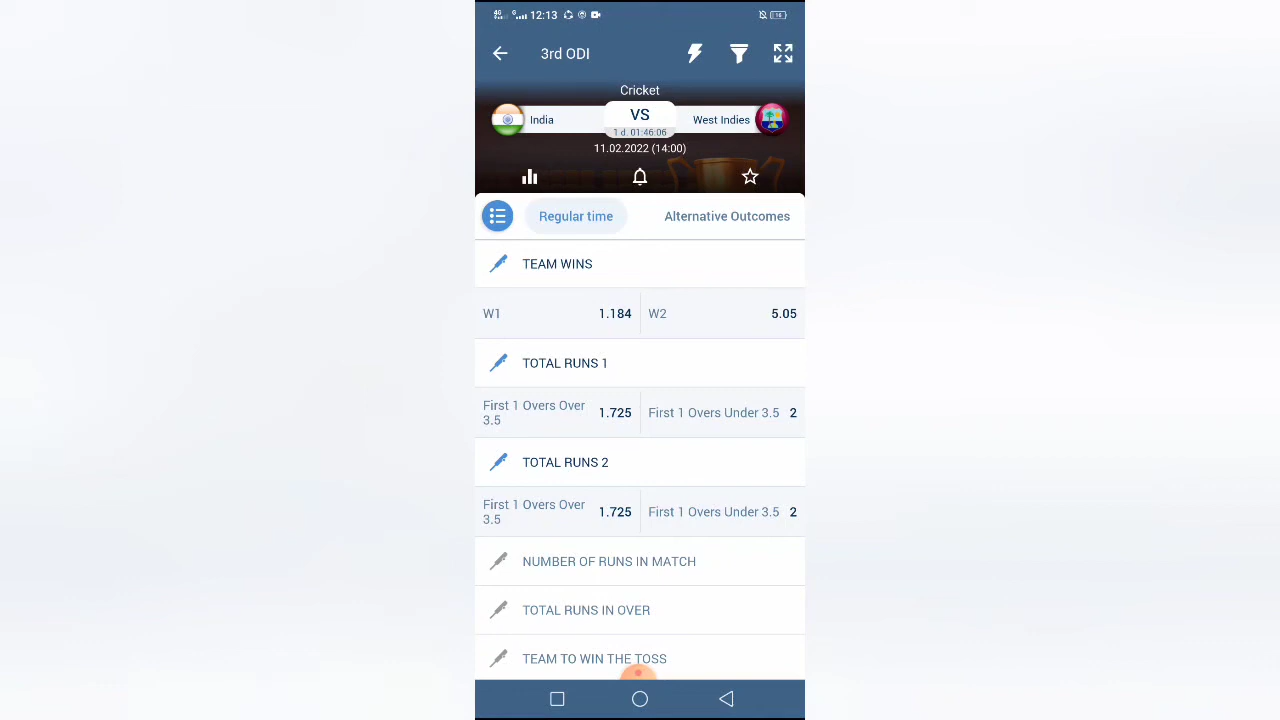 4G G 12:13 16
3rd ODI
Cricket
India VS West Indies
1 d. 01:46:06
11.02.2022 (14:00)
Regular time Alternative Outcomes
TEAM WINS
W1 1.184 W2 5.05
TOTAL RUNS 1
First 1 Overs Over
3.5 1.725 First 1 Overs Under 3.5 2
TOTAL RUNS 2
First 1 Overs Over
3.5 1.725 First 1 Overs Under 3.5 2
NUMBER OF RUNS IN MATCH
TOTAL RUNS IN OVER
TEAM TO WIN THE TOSS